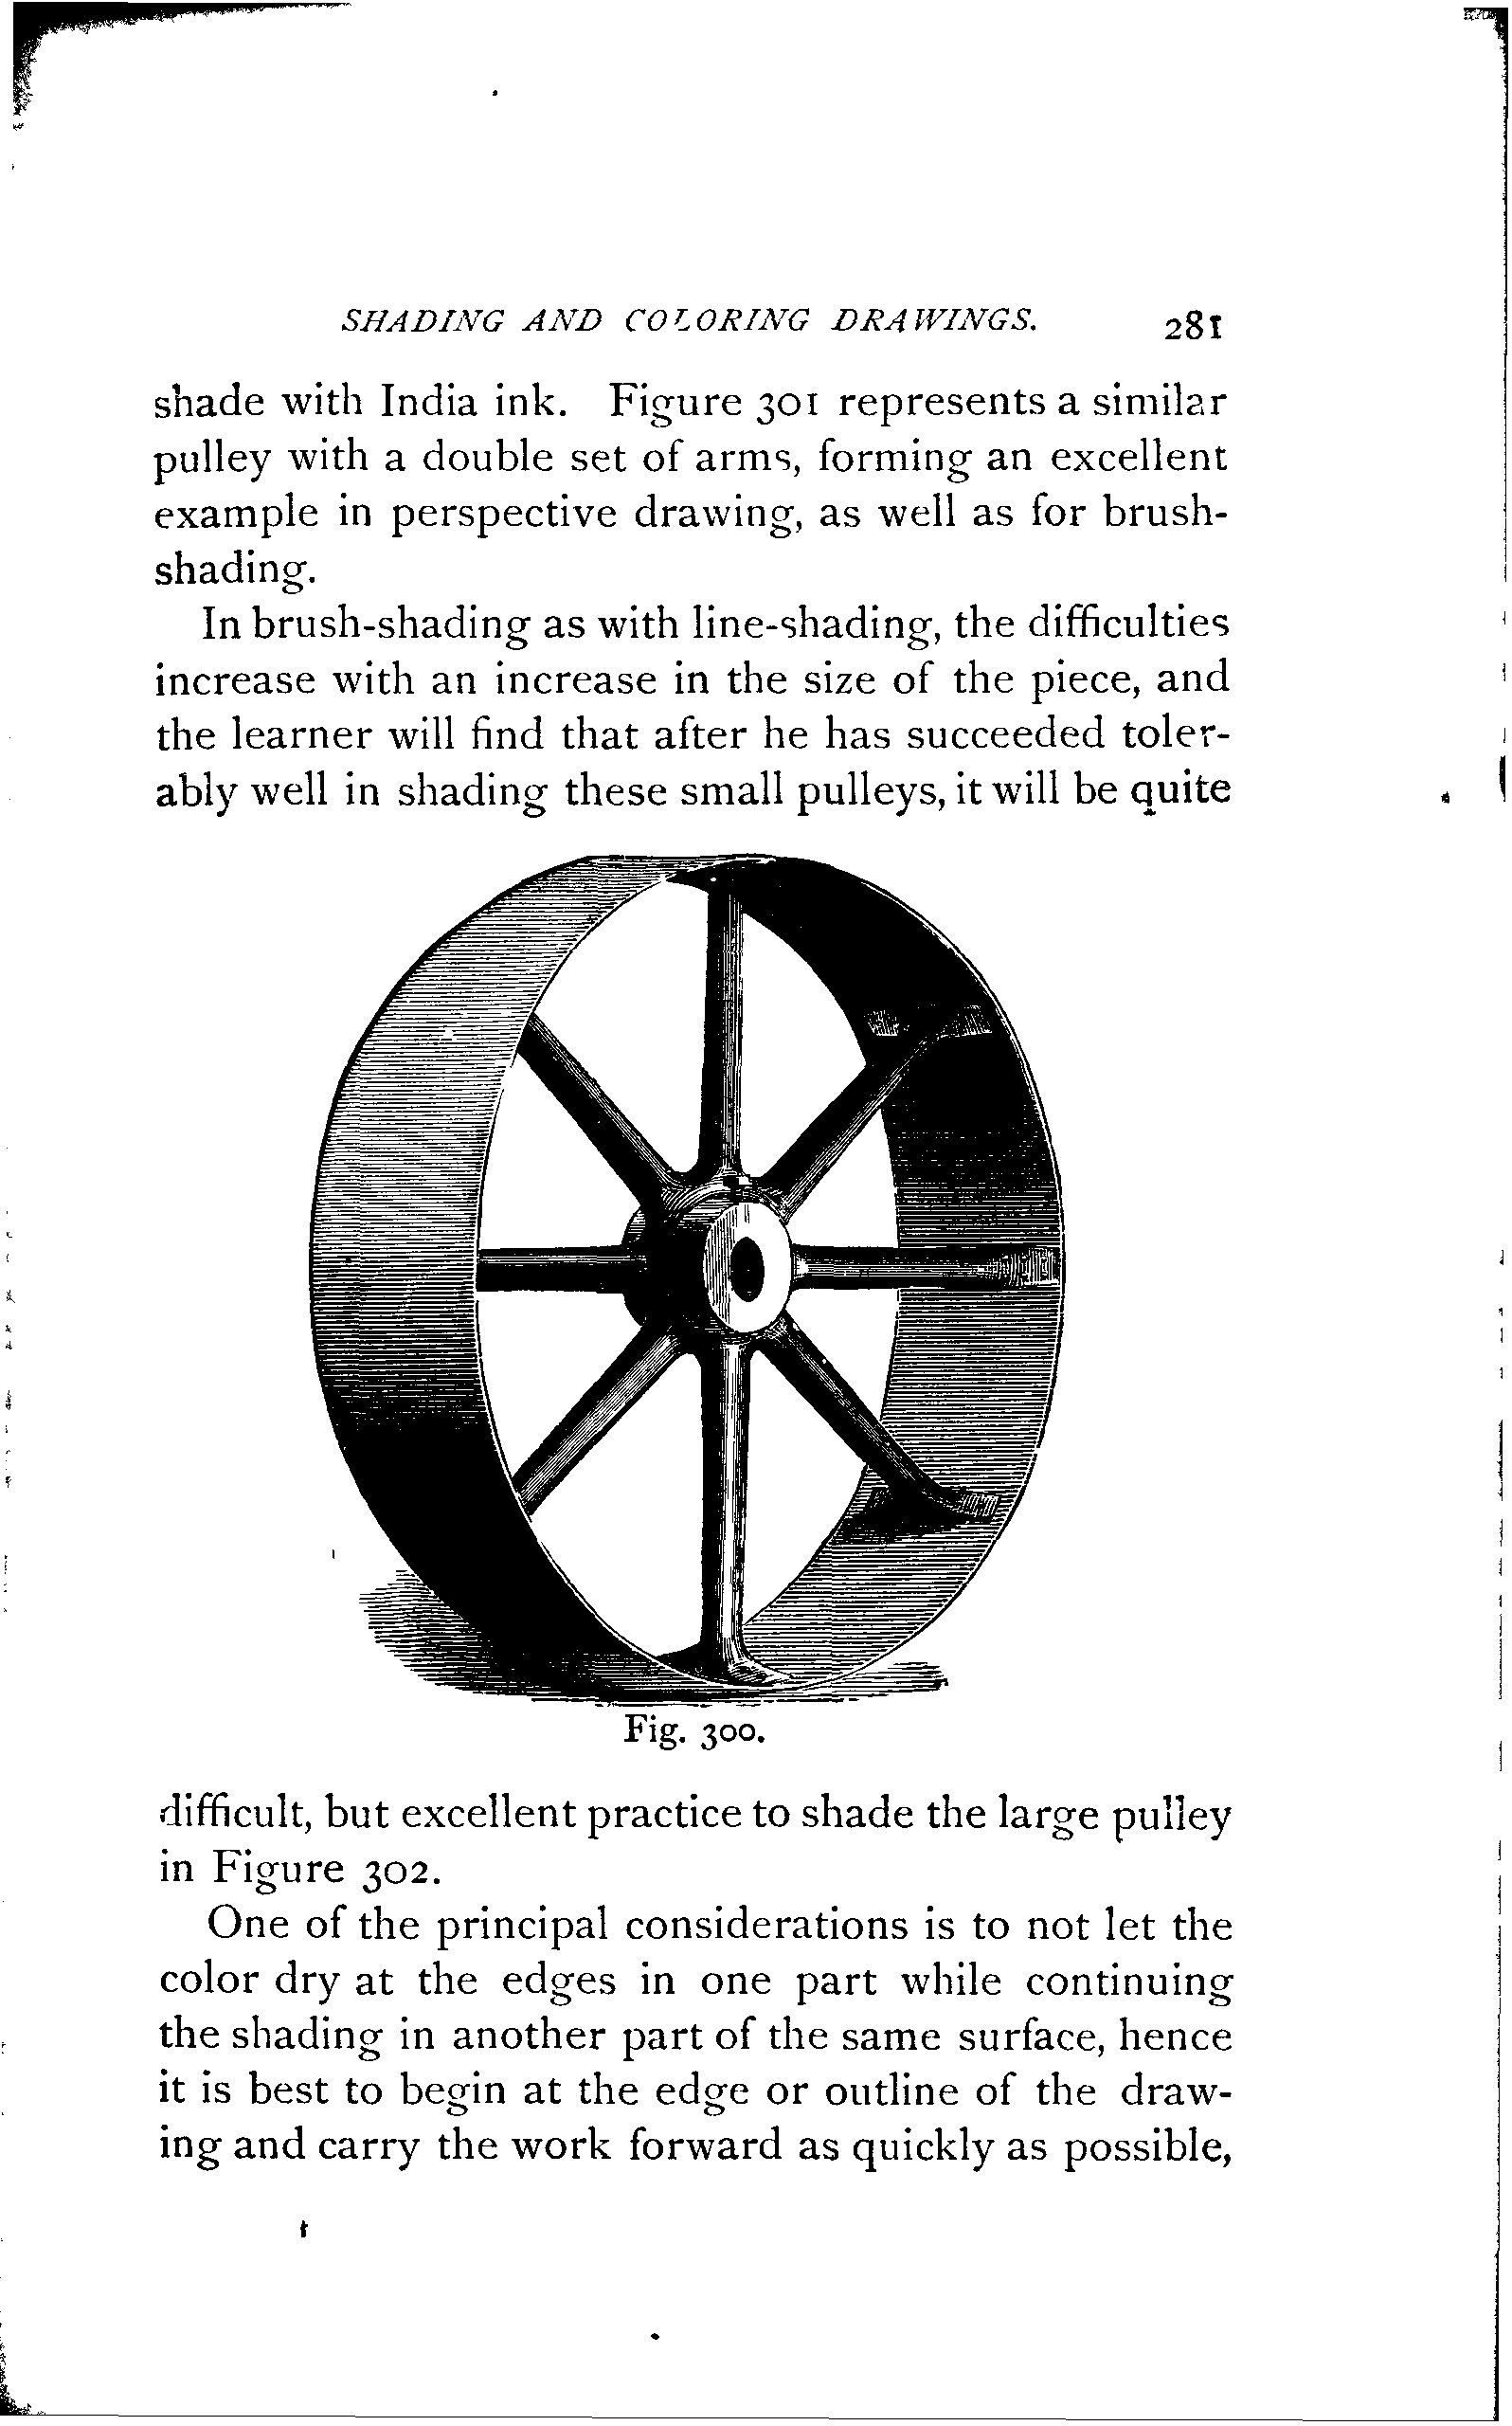 SHADING AND COLORING DRAWINGS. 281
shade with India ink. Figure 301 represents a similar
pulley with a double set of arms, forming an excellent
example in perspective drawing, as well as for brush-
shading.
In brush-shading as with line-shading, the difficulties
increase with an increase in the size of the piece, and
the learner will find that after he has succeeded toler-
ably well in shading these small pulleys, it will be quite
Fig. 300.
difficult, but excellent practice to shade the large pulley
in Figure 302.
One of the principal considerations is to not let the
color dry at the edges in one part while continuing
the shading in another part of the same surface, hence
it is best to begin at the edge or outline of the draw-
ing and carry the work forward as quickly as possible,